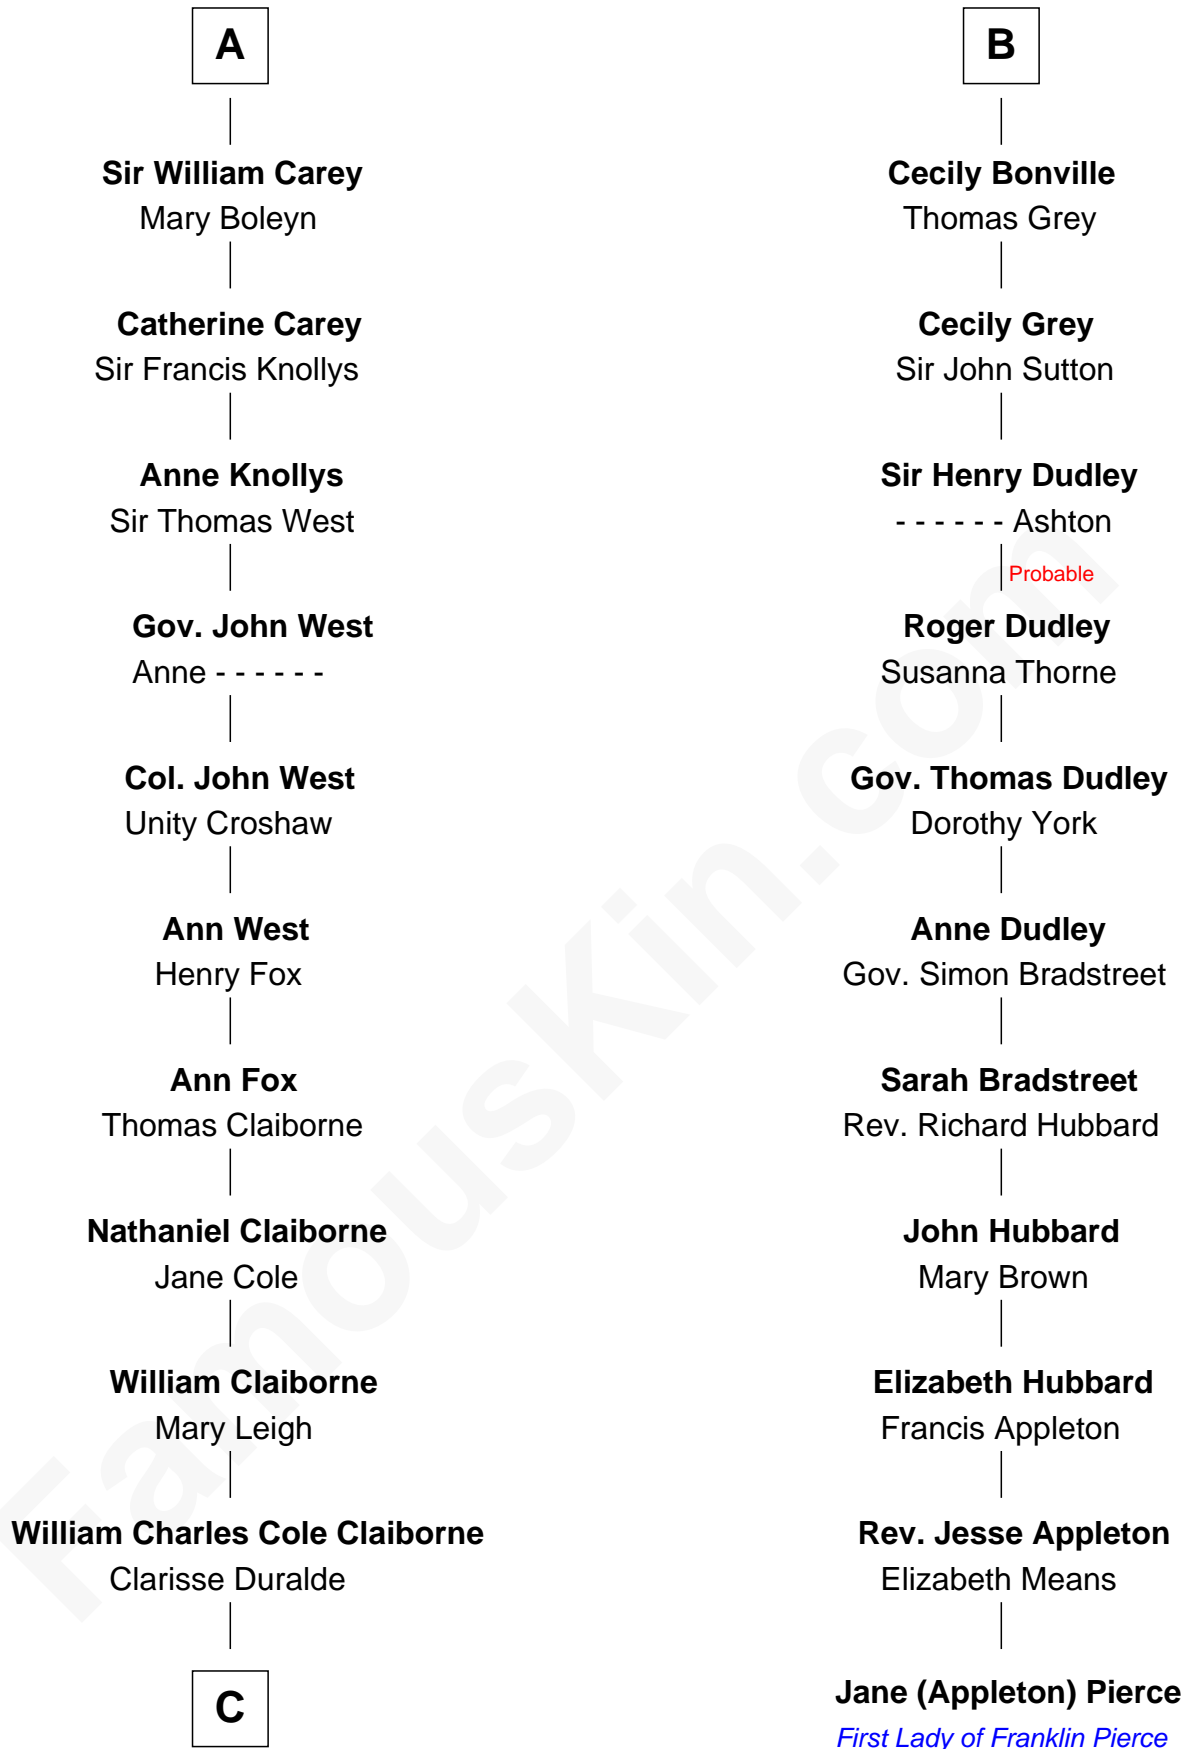 A
Sir William Carey
Mary Boleyn
Catherine Carey
Sir Francis Knollys
Anne Knollys
Sir Thomas West
Gov. John West
Anne - - - - - -
Col. John West
Unity Croshaw
Ann West
Henry Fox
Ann Fox
Thomas Claiborne
Nathaniel Claiborne
Jane Cole
William Claiborne
Mary Leigh
William Charles Cole Claiborne
Clarisse Duralde
C
B
Cecily Bonville
Thomas Grey
Cecily Grey
Sir John Sutton
Sir Henry Dudley
- - - - - - Ashton
Probable
Roger Dudley
Susanna Thorne
Gov. Thomas Dudley
Dorothy York
Anne Dudley
Gov. Simon Bradstreet
Sarah Bradstreet
Rev. Richard Hubbard
John Hubbard
Mary Brown
Elizabeth Hubbard
Francis Appleton
Rev. Jesse Appleton
Elizabeth Means
Jane (Appleton) Pierce
First Lady of Franklin Pierce
FamousKin.com